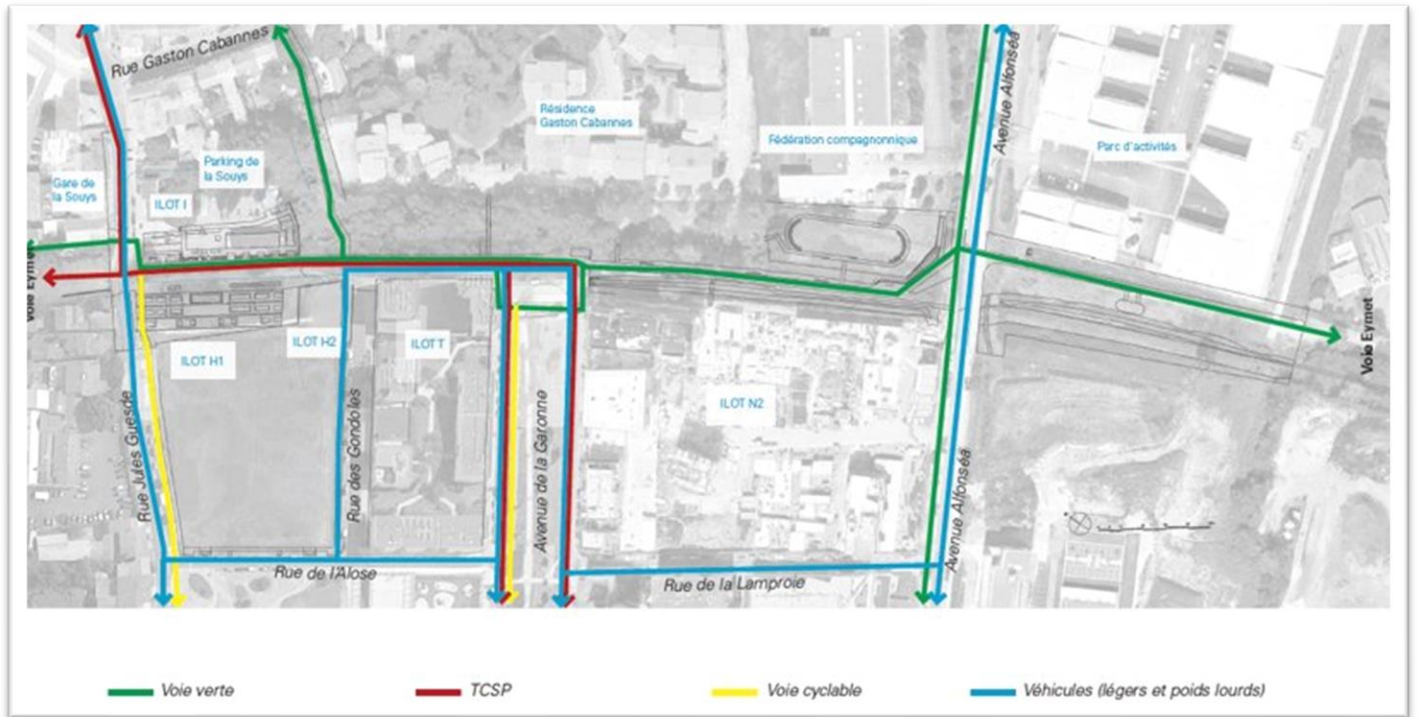 Rue Gaston Cabannes
Avenue Alfonséa
Résidence
Gaston Cabannes
Fédération compagnonnique
Parc d'activités
Parking de
la Souys
Gare de
la Souys
ILOT I
Voie Eymet
Voie Eymet
ILOT H1
ILOT H2
ILOT T
ILOT N2
Rue Jules Guesde
Rue des Gondoles
Avenue de la Garonne
Avenue Alfonséa
Rue de l'Alose
Rue de la Lamproie
Voie verte
TCSP
Voie cyclable
Véhicules (légers et poids lourds)